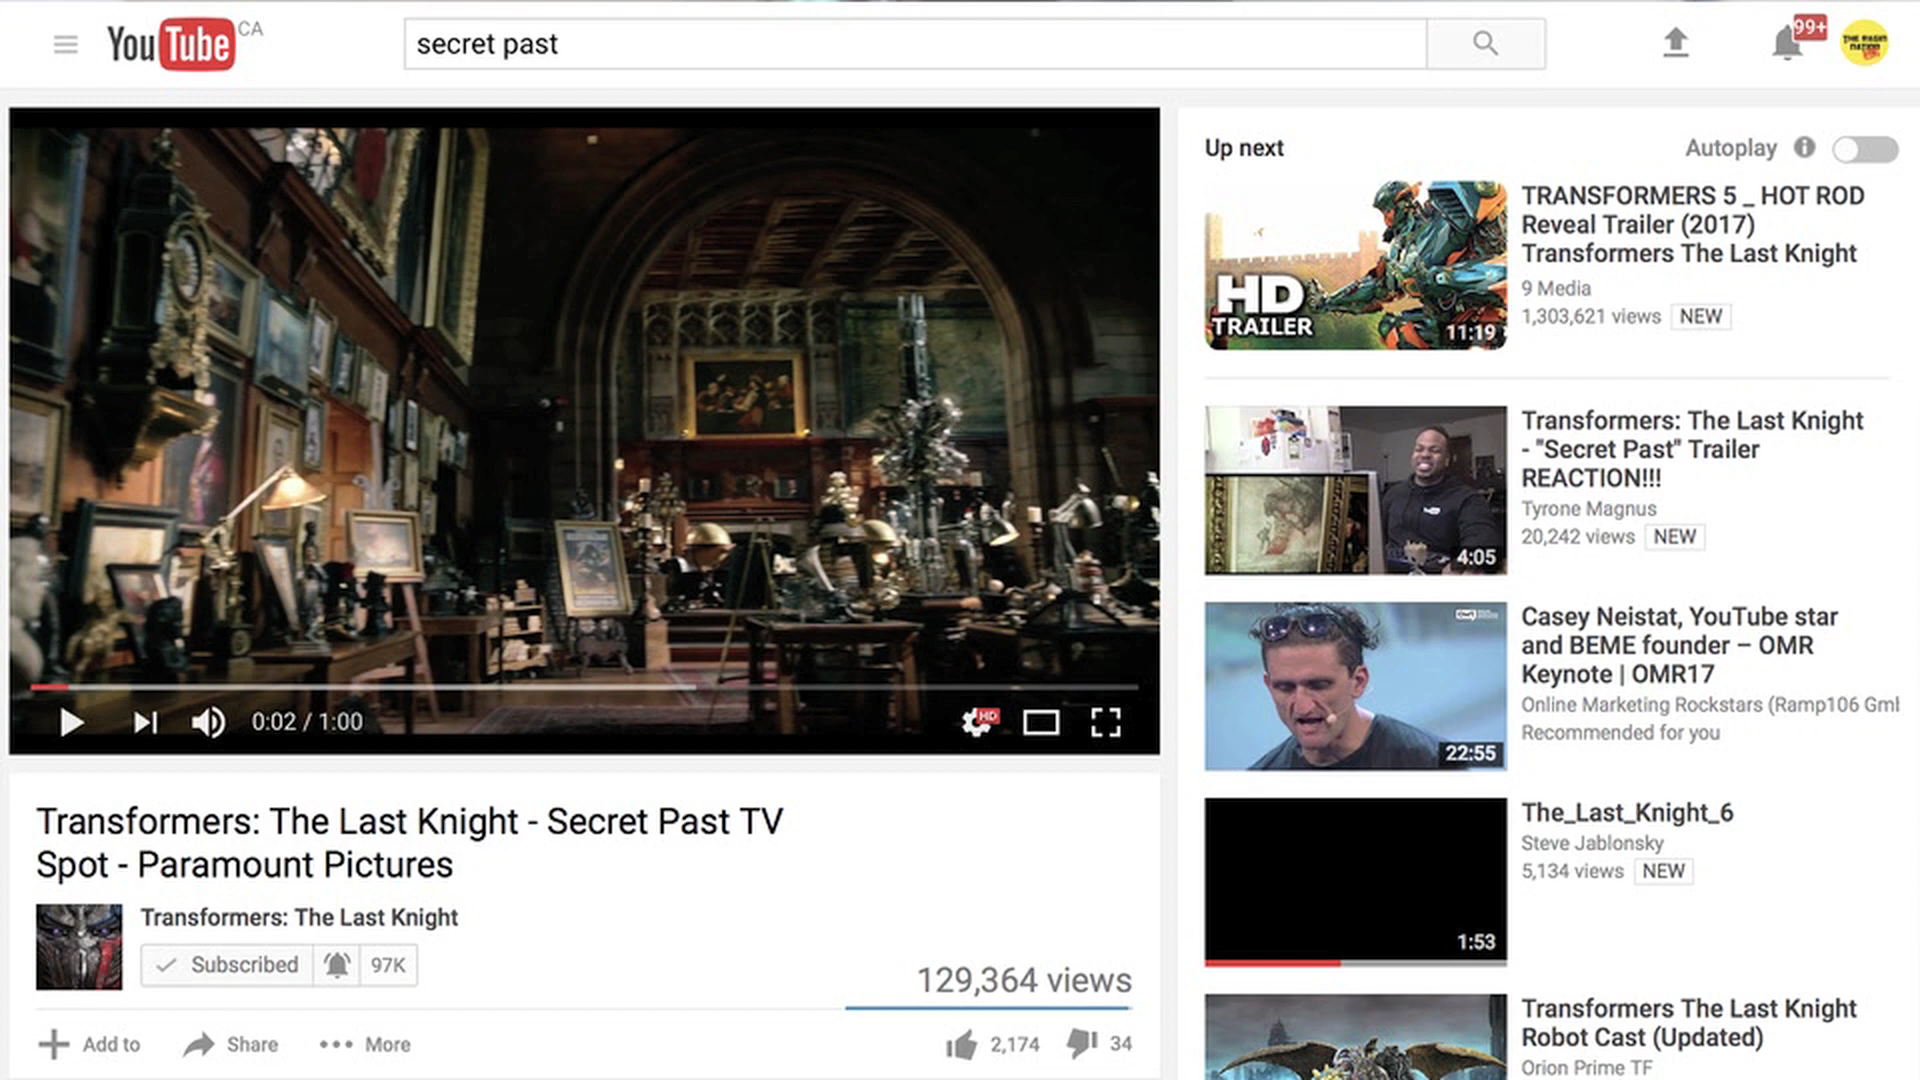 YouTube CA
secret past
99+
THE RAGIN
NATION
Up next
Autoplay
HD
TRAILER
11:19
TRANSFORMERS 5 _ HOT ROD
Reveal Trailer (2017)
Transformers The Last Knight
9 Media
1,303,621 views NEW
4:05
Transformers: The Last Knight
- "Secret Past" Trailer
REACTION!!!
Tyrone Magnus
20,242 views NEW
22:55
Casey Neistat, YouTube star
and BEME founder – OMR
Keynote | OMR17
Online Marketing Rockstars (Ramp106 Gml
Recommended for you
1:53
The_Last_Knight_6
Steve Jablonsky
5,134 views NEW
Transformers The Last Knight
Robot Cast (Updated)
Orion Prime TF
0:02 / 1:00
HD
Transformers: The Last Knight - Secret Past TV
Spot - Paramount Pictures
Transformers: The Last Knight
Subscribed 97K
129,364 views
Add to Share More
2,174 34